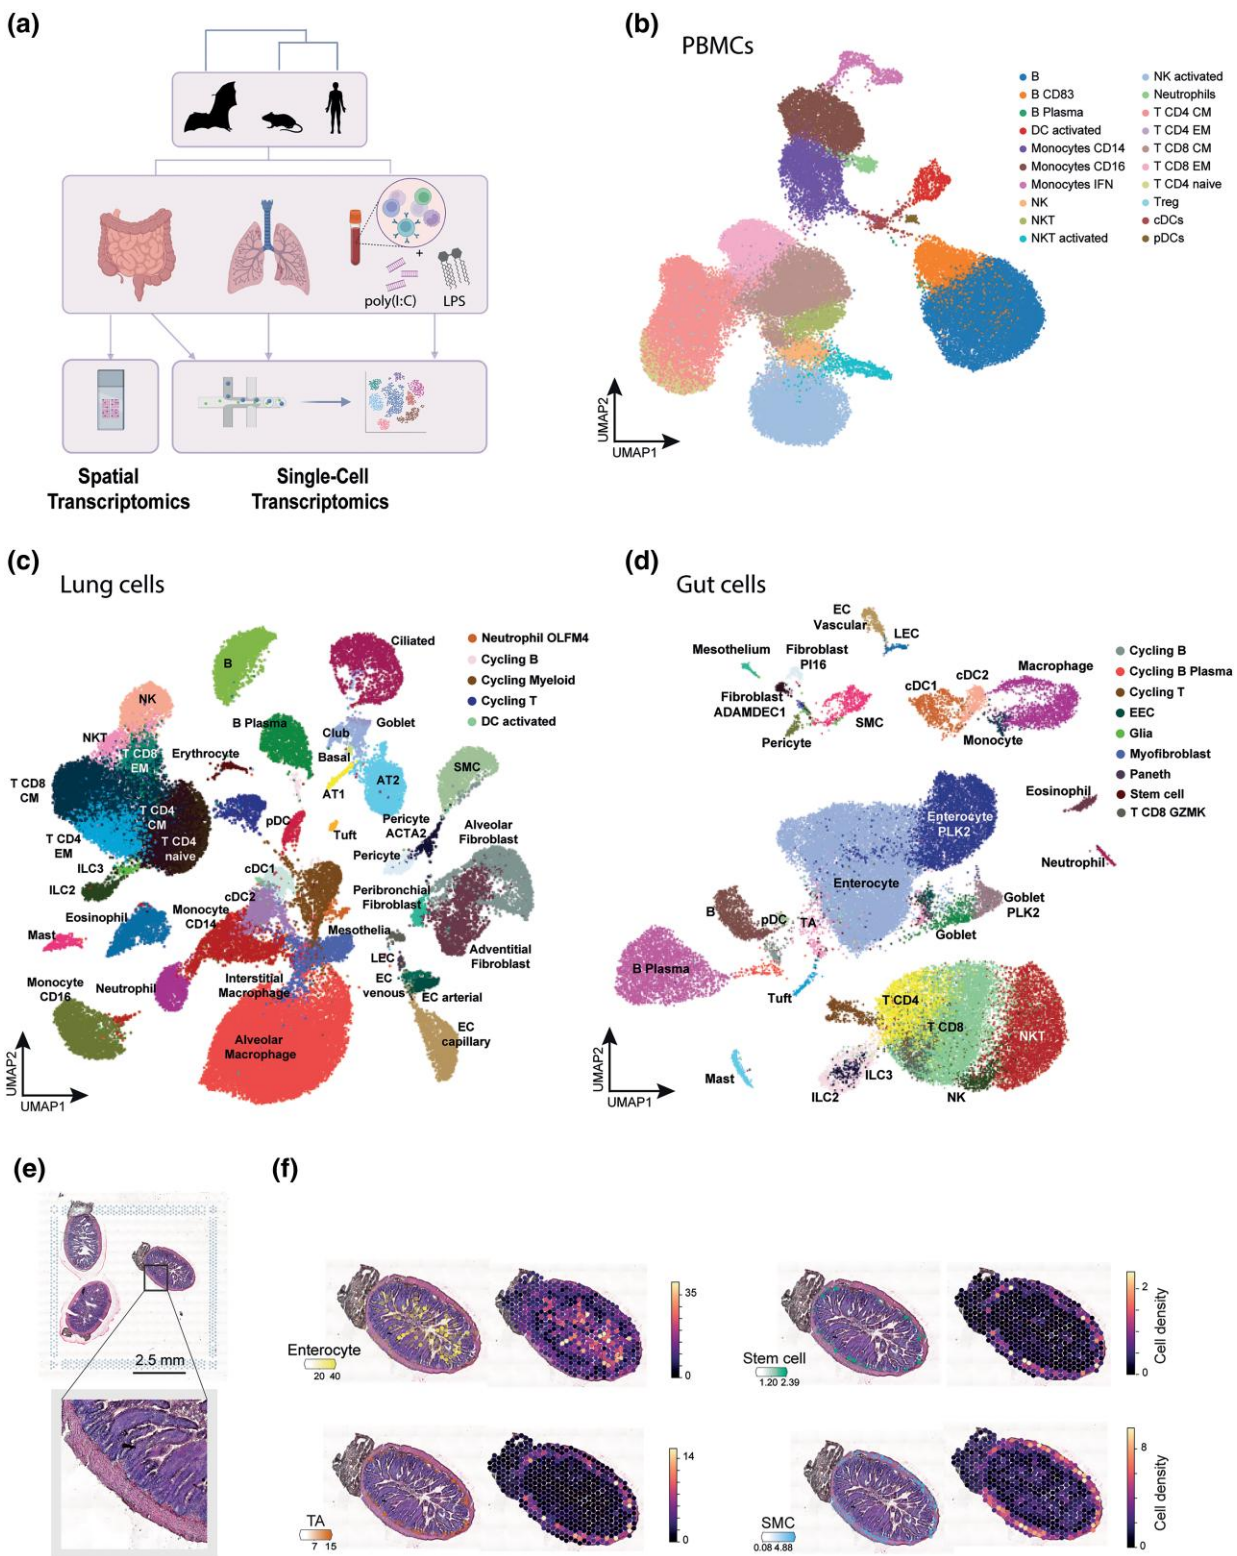 (a)
poly(I:C)
+
LPS
Spatial
Transcriptomics
Single-Cell
Transcriptomics
(b)
PBMCs
B
B CD83
B Plasma
DC activated
Monocytes CD14
Monocytes CD16
Monocytes IFN
NK
NKT
NKT activated
NK activated
Neutrophils
T CD4 CM
T CD4 EM
T CD8 CM
T CD8 EM
T CD4 naive
Treg
cDCs
pDCs
UMAP2
UMAP1
(c)
Lung cells
Neutrophil OLFM4
Cycling B
Cycling Myeloid
Cycling T
DC activated
B
Ciliated
NK
NKT
B Plasma
Club
Goblet
T CD8
EM
Erythrocyte
Basal
SMC
T CD8
CM
AT2
AT1
T CD4
CM
pDC
Tuft
Pericyte
ACTA2
Alveolar
Fibroblast
T CD4
EM
T CD4
naive
Pericyte
ILC3
cDC1
ILC2
cDC2
Peribronchial
Fibroblast
Monocyte
CD14
Eosinophil
Mesothelia
Mast
LEC
Adventitial
Fibroblast
Interstitial
Macrophage
EC
venous
Monocyte
CD16
Neutrophil
EC arterial
Alveolar
Macrophage
EC
capillary
UMAP2
UMAP1
(d)
Gut cells
EC
Vascular
LEC
Mesothelium
Fibroblast
PI16
cDC2
Macrophage
cDC1
Fibroblast
ADAMDEC1
SMC
Pericyte
Monocyte
Cycling B
Cycling B Plasma
Cycling T
EEC
Glia
Myofibroblast
Paneth
Stem cell
T CD8 GZMK
Eosinophil
Enterocyte
PLK2
Neutrophil
Enterocyte
Goblet
PLK2
B
pDC
TA
Goblet
B Plasma
Tuft
T CD4
T CD8
NKT
ILC3
Mast
ILC2
NK
UMAP2
UMAP1
(e)
2.5 mm
(f)
Enterocyte
20 40
35
0
Stem cell
1.20 2.39
2
0
Cell density
TA
7 15
14
0
SMC
0.08 4.88
8
0
Cell density